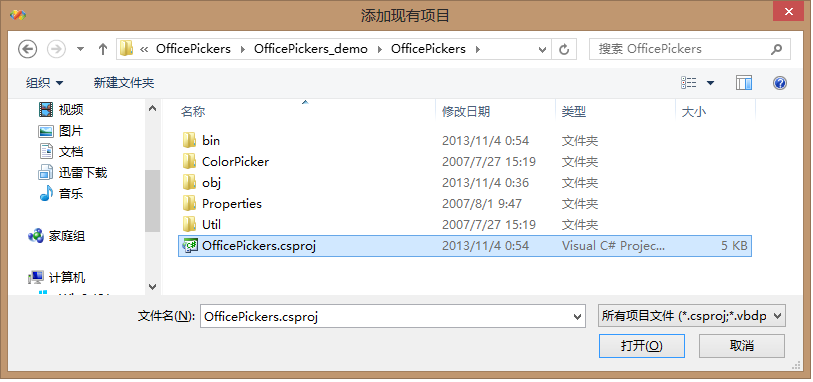 添加现有项目
« OfficePickers OfficePickers_demo OfficePickers 搜索 OfficePickers
组织 新建文件夹
视频
图片
文档
迅雷下载
音乐
家庭组
计算机
名称 修改日期 类型 大小
bin 2013/11/4 0:54 文件夹
ColorPicker 2007/7/27 15:19 文件夹
obj 2013/11/4 0:36 文件夹
Properties 2007/8/1 9:47 文件夹
Util 2007/7/27 15:19 文件夹
OfficePickers.csproj 2013/11/4 0:54 Visual C# Projec... 5 KB
文件名(N): OfficePickers.csproj 所有项目文件 (*.csproj;*.vbdp
打开(O) 取消